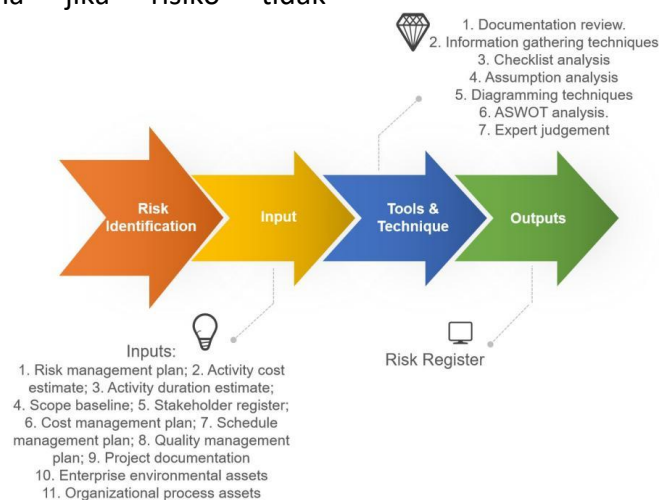 jika risiko tidak
1. Documentation review.
2. Information gathering techniques
3. Checklist analysis
4. Assumption analysis
5. Diagramming techniques
6. ASWOT analysis.
7. Expert judgement
Risk
Identification
Input
Tools &
Technique
Outputs
Inputs:
1. Risk management plan; 2. Activity cost
estimate; 3. Activity duration estimate;
4. Scope baseline; 5. Stakeholder register;
6. Cost management plan; 7. Schedule
management plan; 8. Quality management
plan; 9. Project documentation
10. Enterprise environmental assets
11. Organizational process assets
Risk Register